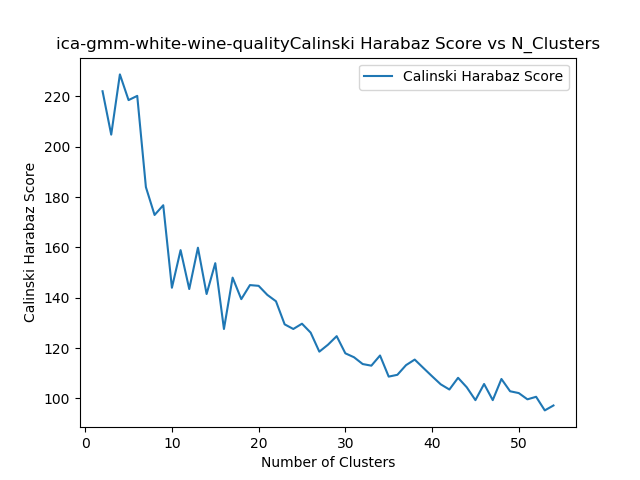 ica-gmm-white-wine-qualityCalinski Harabaz Score vs N_Clusters
Calinski Harabaz Score
Calinski Harabaz Score
220
200
180
160
140
120
100
0 10 20 30 40 50
Number of Clusters